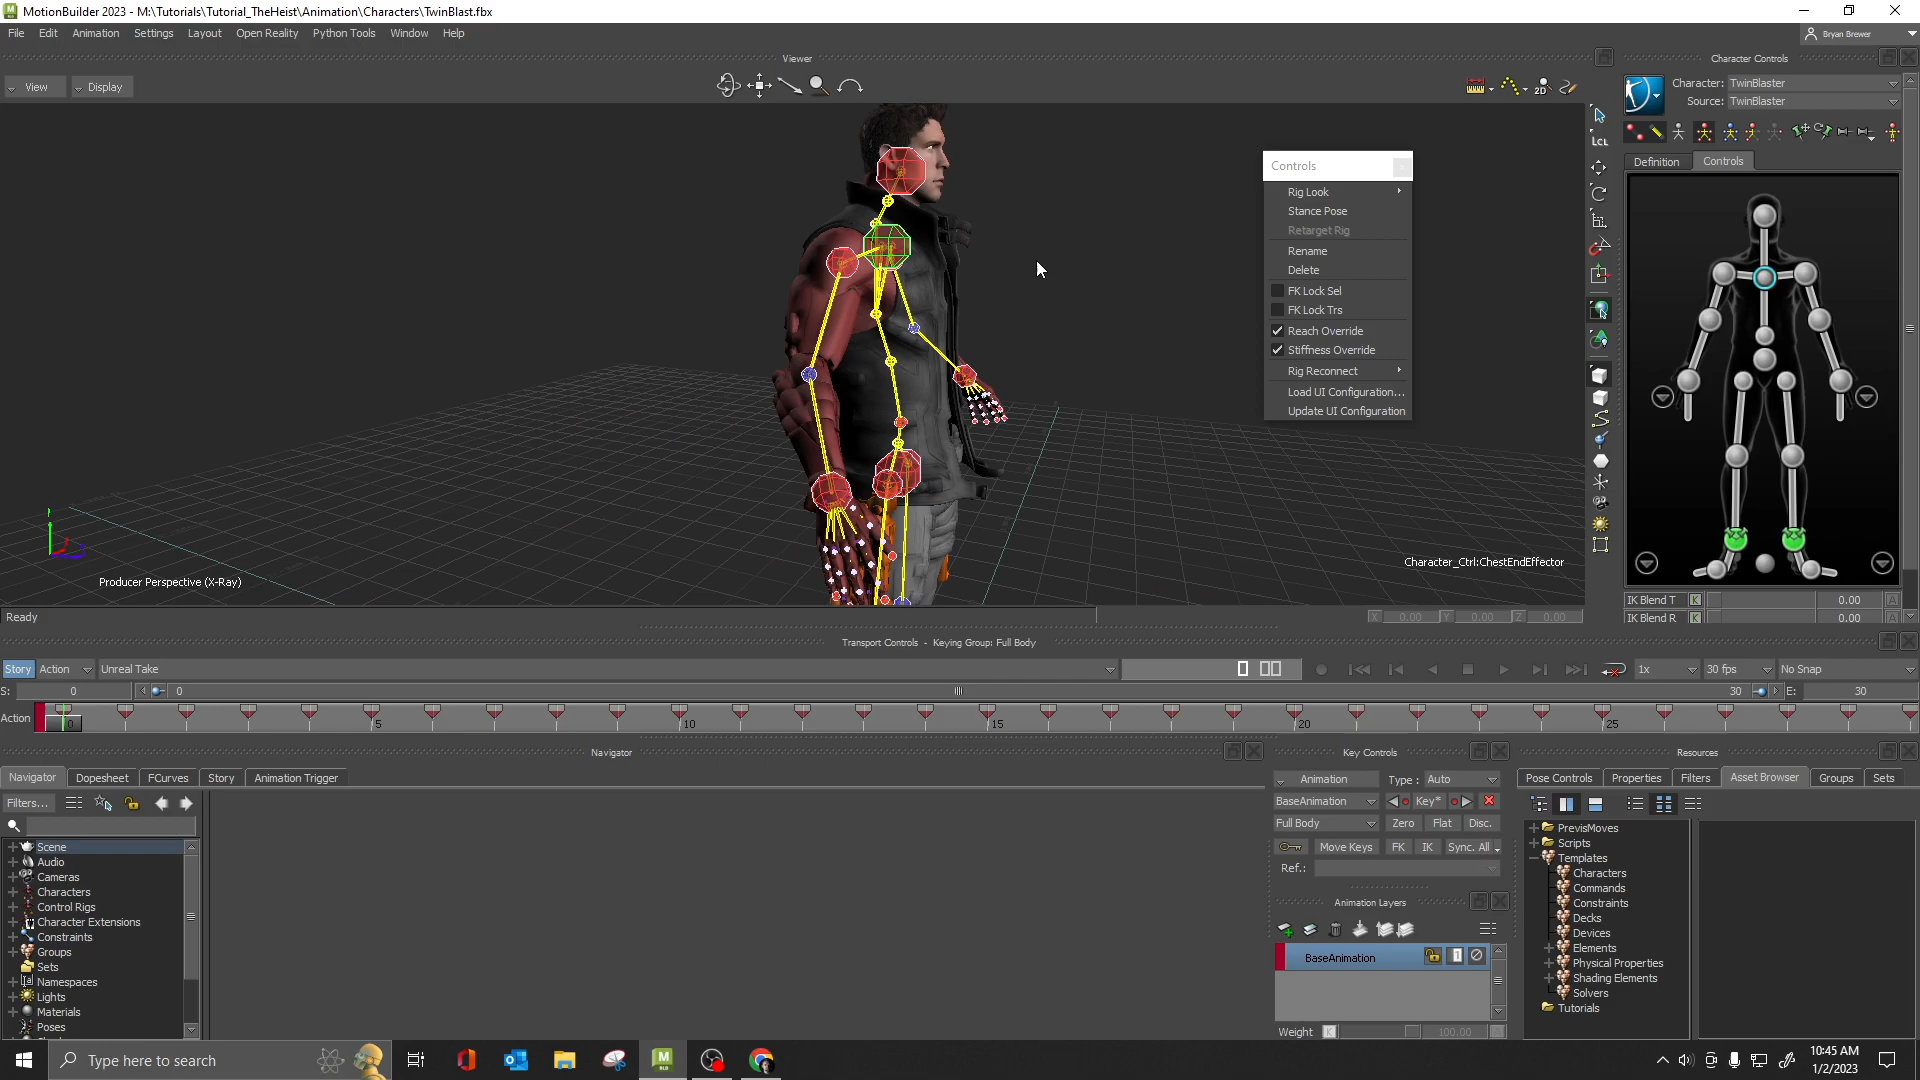 MotionBuilder 2023 - M:\Tutorials\Tutorial_TheHeist\Animation\Characters\TwinBlast.fbx
File Edit Animation Settings Layout Open Reality Python Tools Window Help
Bryan Brewer
Viewer
Character Controls
View Display
2D
Character: TwinBlaster
Source: TwinBlaster
LCL
Definition Controls
Controls
Rig Look
Stance Pose
Retarget Rig
Rename
Delete
FK Lock Sel
FK Lock Trs
Reach Override
Stiffness Override
Rig Reconnect
Load UI Configuration...
Update UI Configuration
Producer Perspective (X-Ray)
Character_Ctrl:ChestEndEffector
IK Blend T K 0.00 A
IK Blend R K 0.00
Ready
X 0.00 Y 0.00 Z 0.00
Transport Controls - Keying Group: Full Body
Story Action Unreal Take 1x 30 fps No Snap
S: 0 0 30 E: 30
Action 0 5 10 15 20 25
Navigator
Key Controls
Resources
Navigator Dopesheet FCurves Story Animation Trigger
Animation Type : Auto
Pose Controls Properties Filters Asset Browser Groups Sets
Filters...
BaseAnimation Key*
Full Body Zero Flat Disc.
Move Keys FK IK Sync. All
Ref.:
Scene
Audio
Cameras
Characters
Control Rigs
Character Extensions
Constraints
Groups
Sets
Namespaces
Lights
Materials
Poses
Animation Layers
BaseAnimation
Weight K 100.00 A
PrevisMoves
Scripts
Templates
Characters
Commands
Constraints
Decks
Devices
Elements
Physical Properties
Shading Elements
Solvers
Tutorials
Type here to search
10:45 AM
1/2/2023